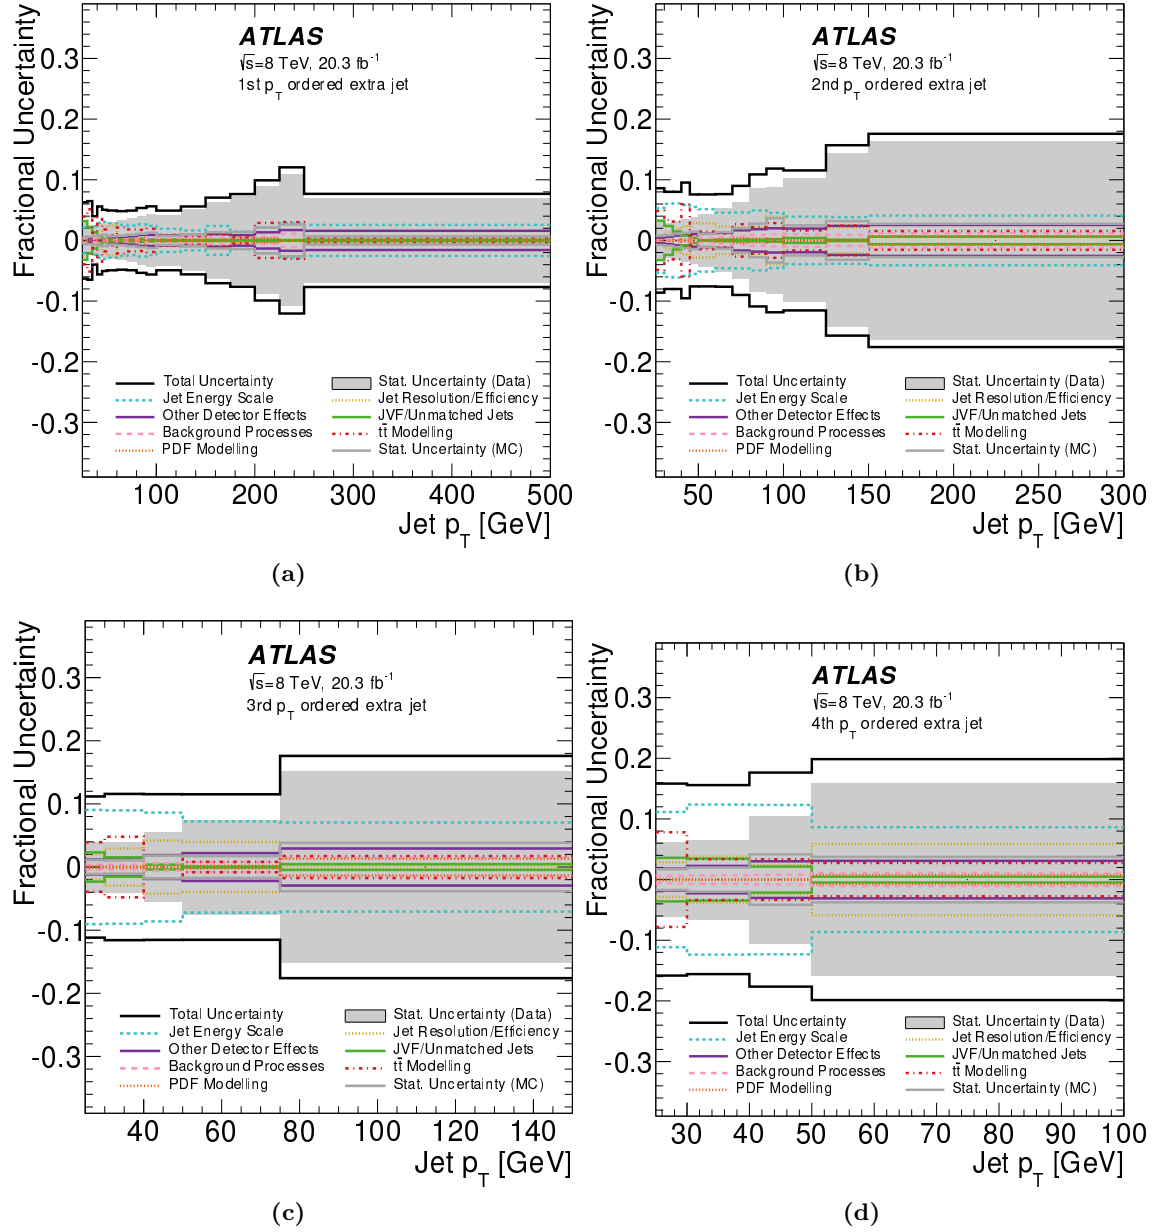 Fractional Uncertainty
0.3
0.2
0.1
0
-0.1
-0.2
-0.3
ATLAS
√s=8 TeV, 20.3 fb⁻¹
1st p_T ordered extra jet
Total Uncertainty
Jet Energy Scale
Other Detector Effects
Background Processes
PDF Modelling
Stat. Uncertainty (Data)
Jet Resolution/Efficiency
JVF/Unmatched Jets
tt̄ Modelling
Stat. Uncertainty (MC)
100 200 300 400 500
Jet p_T [GeV]
(a)
Fractional Uncertainty
0.3
0.2
0.1
0
-0.1
-0.2
-0.3
ATLAS
√s=8 TeV, 20.3 fb⁻¹
2nd p_T ordered extra jet
Total Uncertainty
Jet Energy Scale
Other Detector Effects
Background Processes
PDF Modelling
Stat. Uncertainty (Data)
Jet Resolution/Efficiency
JVF/Unmatched Jets
tt̄ Modelling
Stat. Uncertainty (MC)
50 100 150 200 250 300
Jet p_T [GeV]
(b)
Fractional Uncertainty
0.3
0.2
0.1
0
-0.1
-0.2
-0.3
ATLAS
√s=8 TeV, 20.3 fb⁻¹
3rd p_T ordered extra jet
Total Uncertainty
Jet Energy Scale
Other Detector Effects
Background Processes
PDF Modelling
Stat. Uncertainty (Data)
Jet Resolution/Efficiency
JVF/Unmatched Jets
tt̄ Modelling
Stat. Uncertainty (MC)
40 60 80 100 120 140
Jet p_T [GeV]
(c)
Fractional Uncertainty
0.3
0.2
0.1
0
-0.1
-0.2
-0.3
ATLAS
√s=8 TeV, 20.3 fb⁻¹
4th p_T ordered extra jet
Total Uncertainty
Jet Energy Scale
Other Detector Effects
Background Processes
PDF Modelling
Stat. Uncertainty (Data)
Jet Resolution/Efficiency
JVF/Unmatched Jets
tt̄ Modelling
Stat. Uncertainty (MC)
30 40 50 60 70 80 90 100
Jet p_T [GeV]
(d)